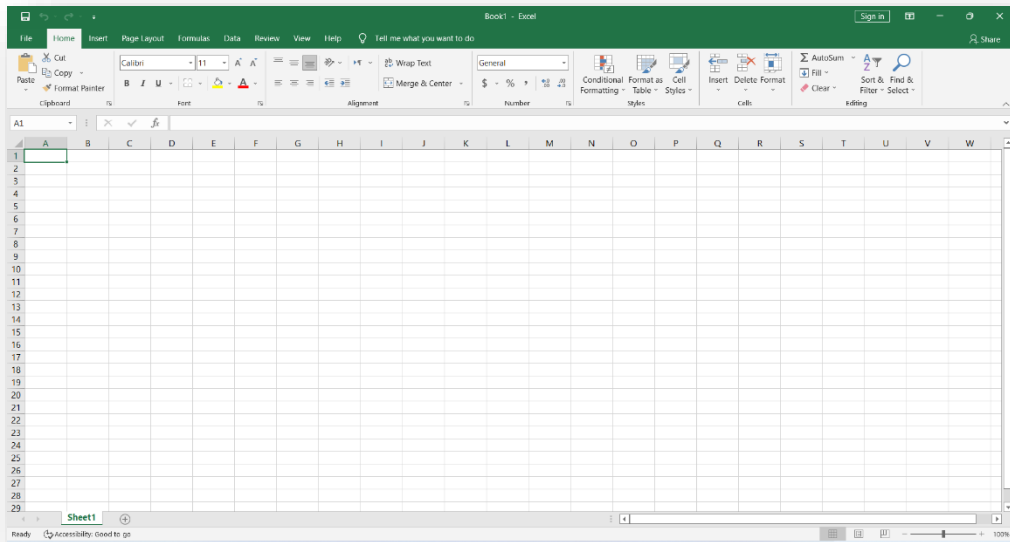 Book1 - Excel
Sign in
File Home Insert Page Layout Formulas Data Review View Help Tell me what you want to do
Share
Paste
Cut
Copy
Format Painter
Clipboard
Calibri 11 A A
B I U A
Font
Wrap Text
Merge & Center
Alignment
General
$ % ,
Number
Conditional Formatting
Format as Table
Cell Styles
Styles
Insert Delete Format
Cells
AutoSum
Fill
Clear
Sort & Filter
Find & Select
Editing
A1 fx
A B C D E F G H I J K L M N O P Q R S T U V W
1
2
3
4
5
6
7
8
9
10
11
12
13
14
15
16
17
18
19
20
21
22
23
24
25
26
27
28
29
Sheet1
Ready Accessibility: Good to go 100%